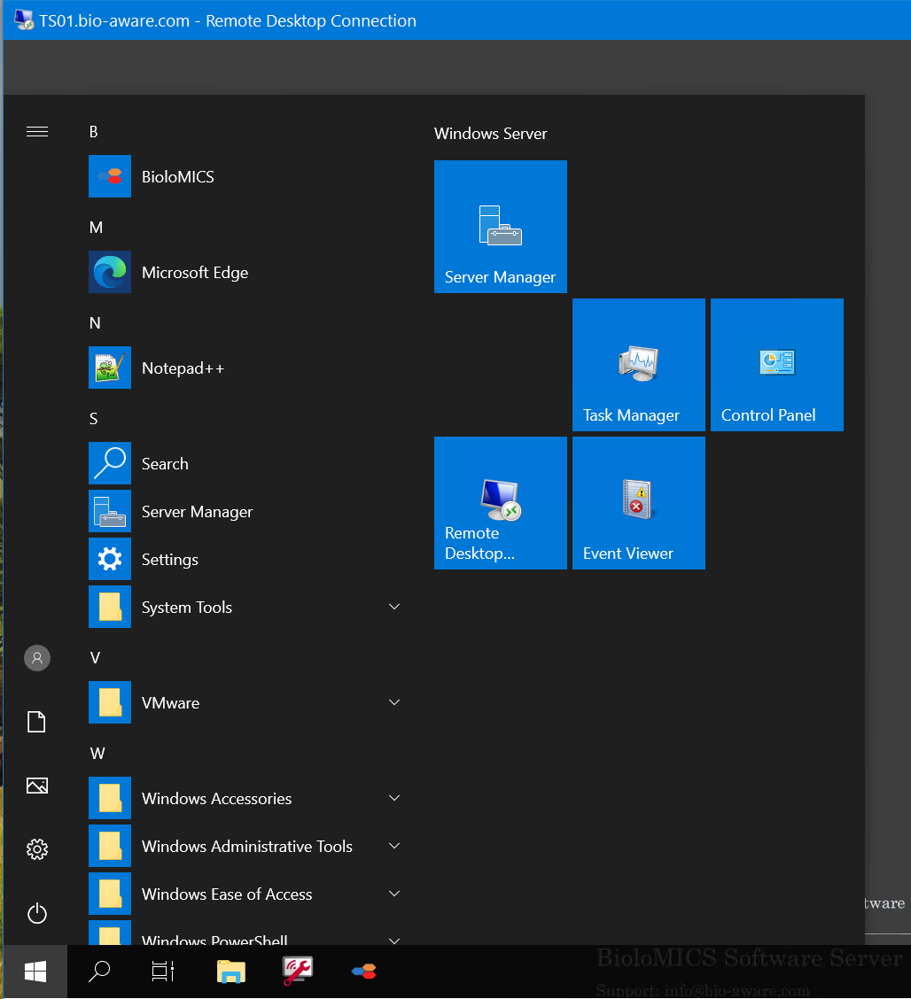 TS01.bio-aware.com - Remote Desktop Connection
B
BioloMICS
M
Microsoft Edge
N
Notepad++
S
Search
Server Manager
Settings
System Tools
V
VMware
W
Windows Accessories
Windows Administrative Tools
Windows Ease of Access
Windows PowerShell
Windows Server
Server Manager
Task Manager
Control Panel
Remote
Desktop...
Event Viewer
tware
BioloMICS Software Server
Support: info@bio-aware.com